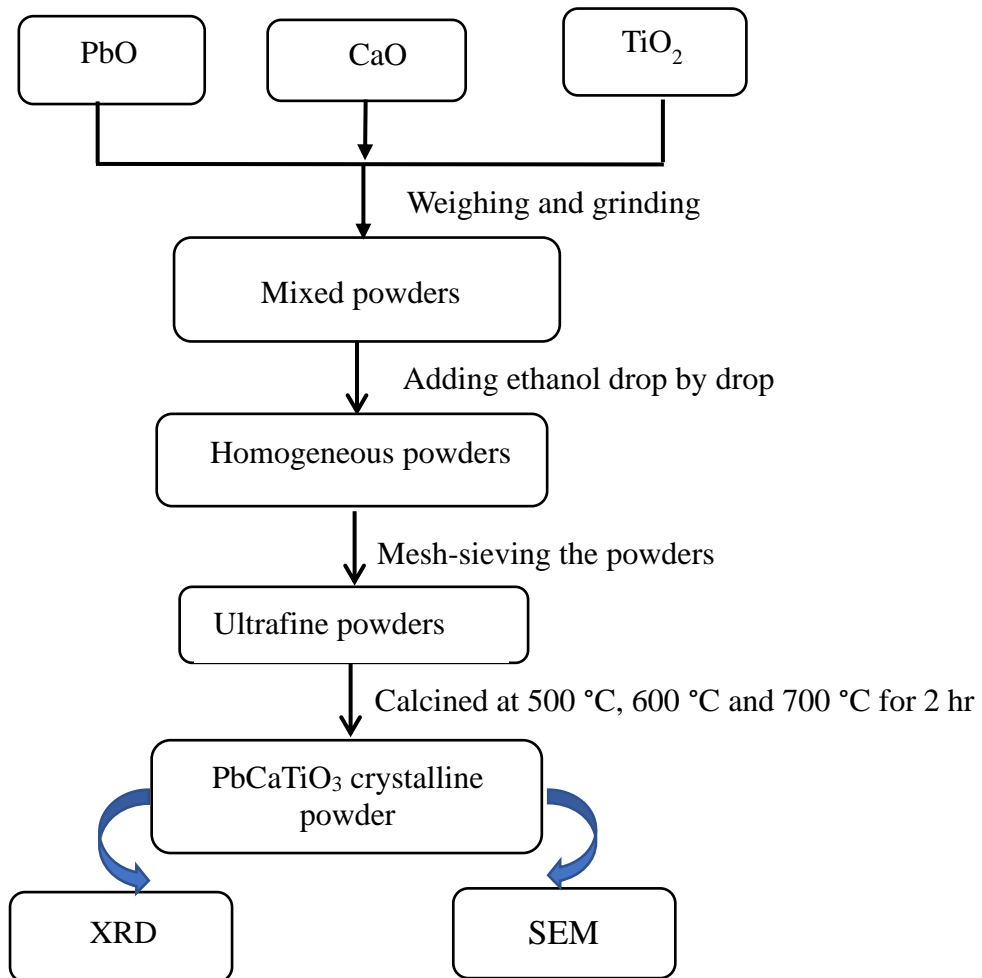 PbO
CaO
TiO₂
Weighing and grinding
Mixed powders
Adding ethanol drop by drop
Homogeneous powders
Mesh-sieving the powders
Ultrafine powders
Calcined at 500 °C, 600 °C and 700 °C for 2 hr
PbCaTiO₃ crystalline
powder
XRD
SEM